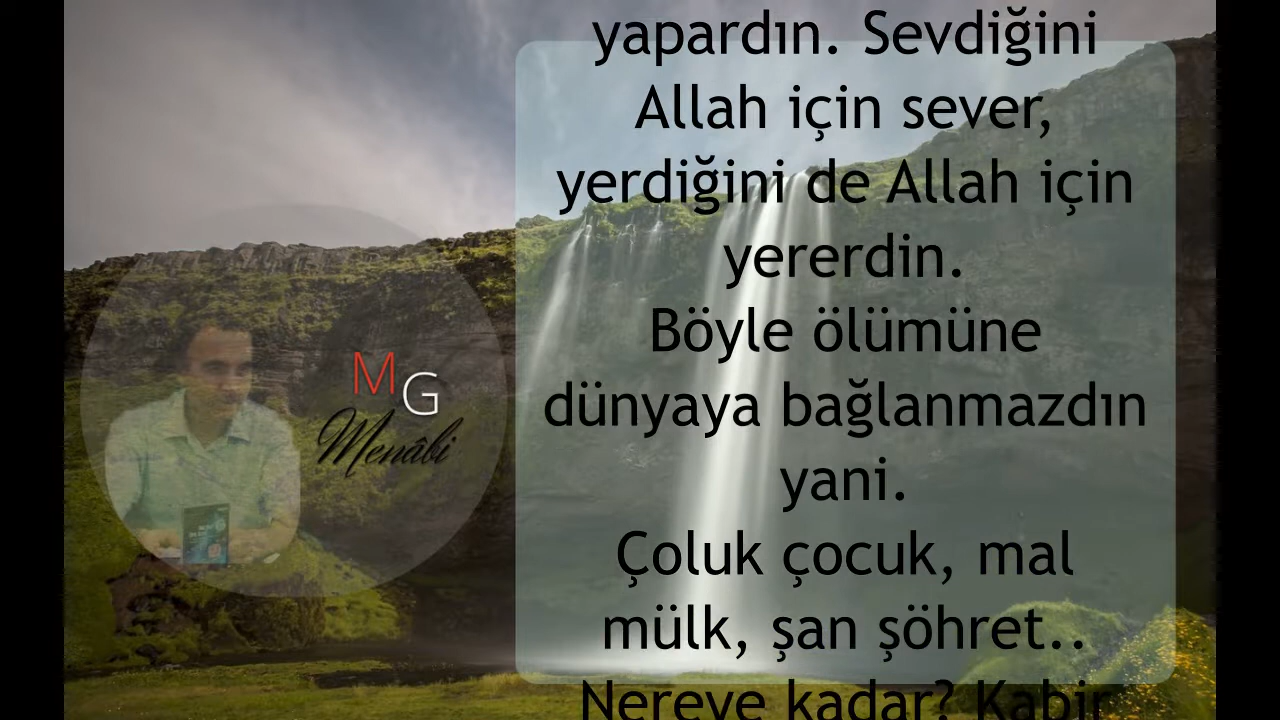 yapardın. Sevdiğini
Allah için sever,
yerdiğini de Allah için
yererdin.
Böyle ölümüne
dünyaya bağlanmazdın
yani.
Çoluk çocuk, mal
mülk, şan şöhret..
Nereye kadar? Kabir
MG
Menâbi